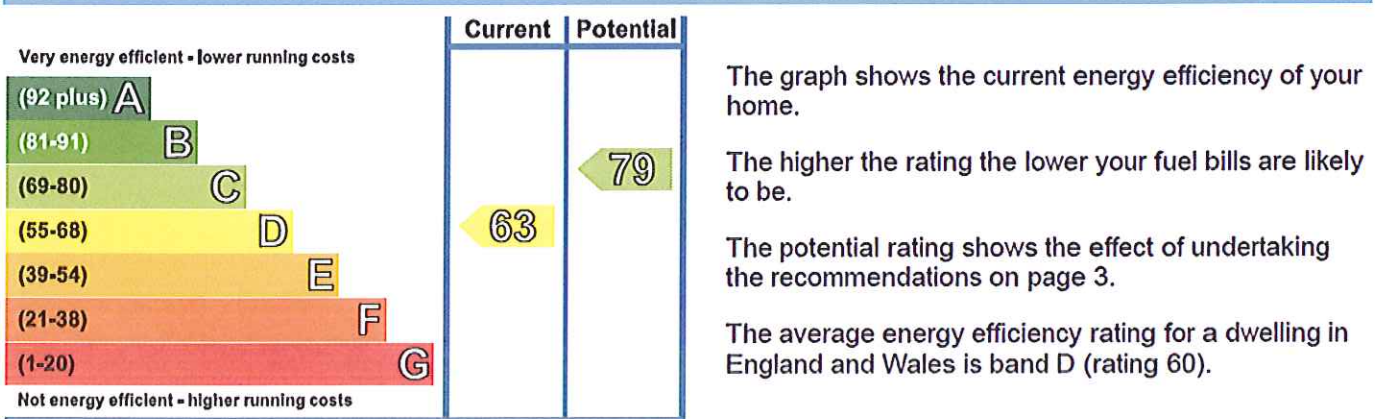 Current Potential
Very energy efficient - lower running costs
(92 plus) A
(81-91) B
(69-80) C
(55-68) D
(39-54) E
(21-38) F
(1-20) G
Not energy efficient - higher running costs
63
79
The graph shows the current energy efficiency of your
home.
The higher the rating the lower your fuel bills are likely
to be.
The potential rating shows the effect of undertaking
the recommendations on page 3.
The average energy efficiency rating for a dwelling in
England and Wales is band D (rating 60).